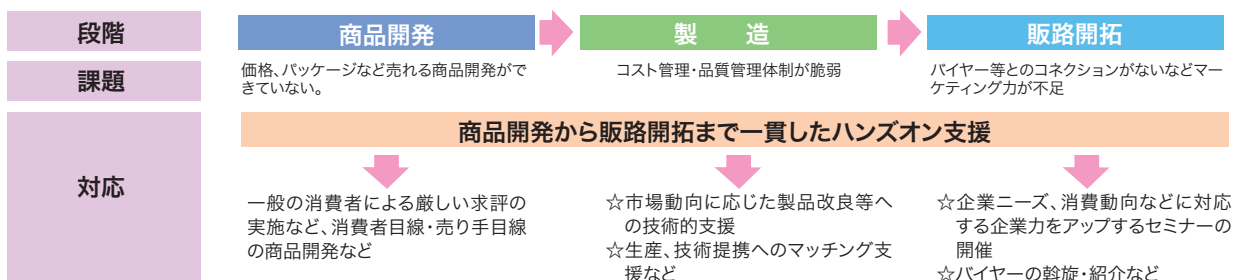 段階
商品開発
製 造
販路開拓
課題
価格、パッケージなど売れる商品開発がで
きていない。
コスト管理・品質管理体制が脆弱
バイヤー等とのコネクションがないなどマー
ケティング力が不足
対応
商品開発から販路開拓まで一貫したハンズオン支援
一般の消費者による厳しい求評の
実施など、消費者目線・売り手目線
の商品開発など
☆市場動向に応じた製品改良等へ
の技術的支援
☆生産、技術提携へのマッチング支
援など
☆企業ニーズ、消費動向などに対応
する企業力をアップするセミナーの
開催
☆バイヤーの斡旋・紹介など